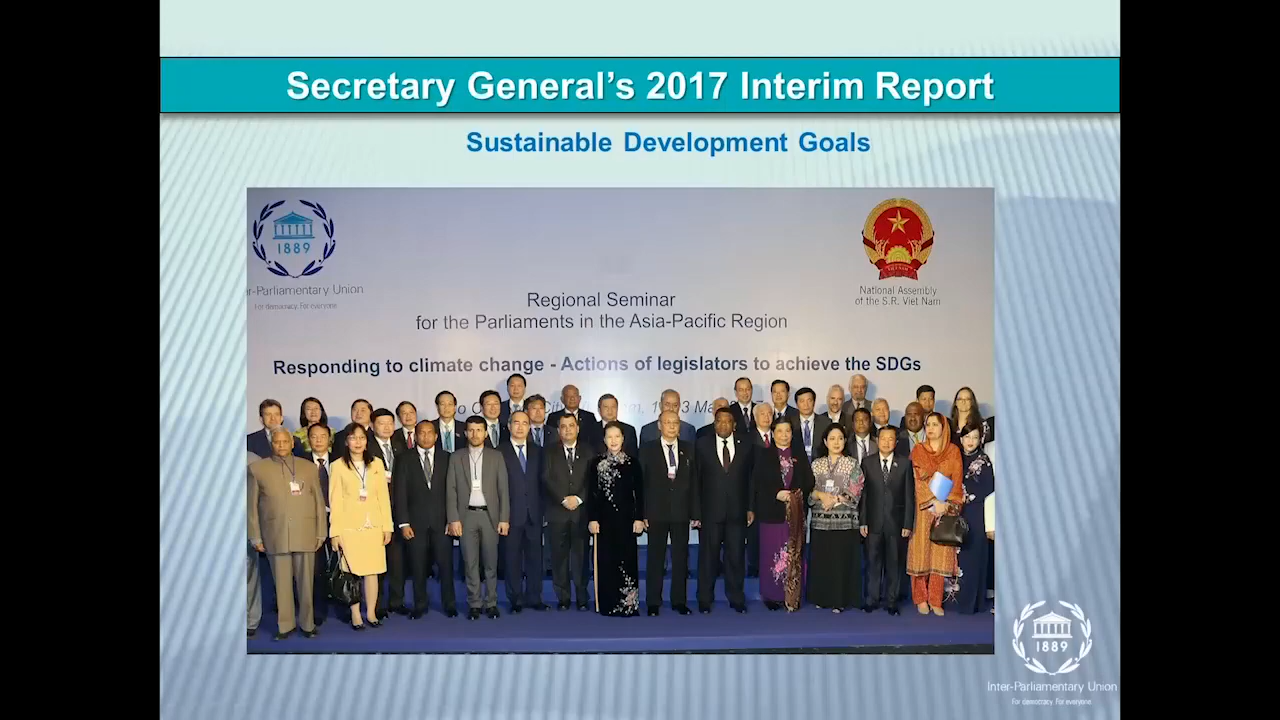 Secretary General's 2017 Interim Report
Sustainable Development Goals
1889
r-Parliamentary Union
For democracy. For everyone
National Assembly
of the S.R. Viet Nam
Regional Seminar
for the Parliaments in the Asia-Pacific Region
Responding to climate change - Actions of legislators to achieve the SDGs
1889
Inter-Parliamentary Union
For democracy. For everyone.